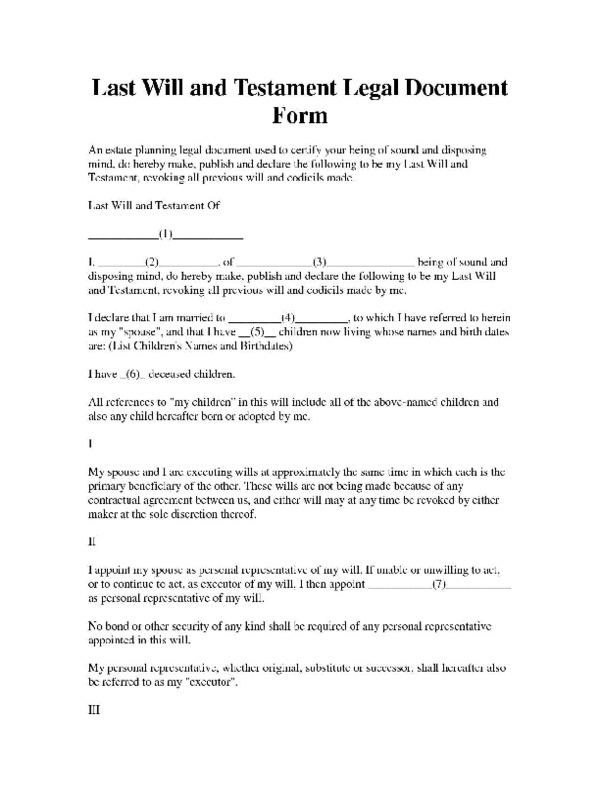 Last Will and Testament Legal Document
Form
An estate planning legal document used to certify your being of sound and disposing
mind, do hereby make, publish and declare the following to be my Last Will and
Testament, revoking all previous will and codicils made.
Last Will and Testament Of
____________(1)____________
I, ________(2)__________, of _____________(3)_______________ being of sound and
disposing mind, do hereby make, publish and declare the following to be my Last Will
and Testament, revoking all previous will and codicils made by me.
I declare that I am married to _________(4)_________, to which I have referred to herein
as my "spouse", and that I have __(5)__ children now living whose names and birth dates
are: (List Children's Names and Birthdates)
I have _(6)_ deceased children.
All references to "my children" in this will include all of the above-named children and
also any child hereafter born or adopted by me.
I
My spouse and I are executing wills at approximately the same time in which each is the
primary beneficiary of the other. These wills are not being made because of any
contractual agreement between us, and either will may at any time be revoked by either
maker at the sole discretion thereof.
II
I appoint my spouse as personal representative of my will. If unable or unwilling to act,
or to continue to act, as executor of my will, I then appoint ___________(7)___________
as personal representative of my will.
No bond or other security of any kind shall be required of any personal representative
appointed in this will.
My personal representative, whether original, substitute or successor, shall hereafter also
be referred to as my "executor".
III